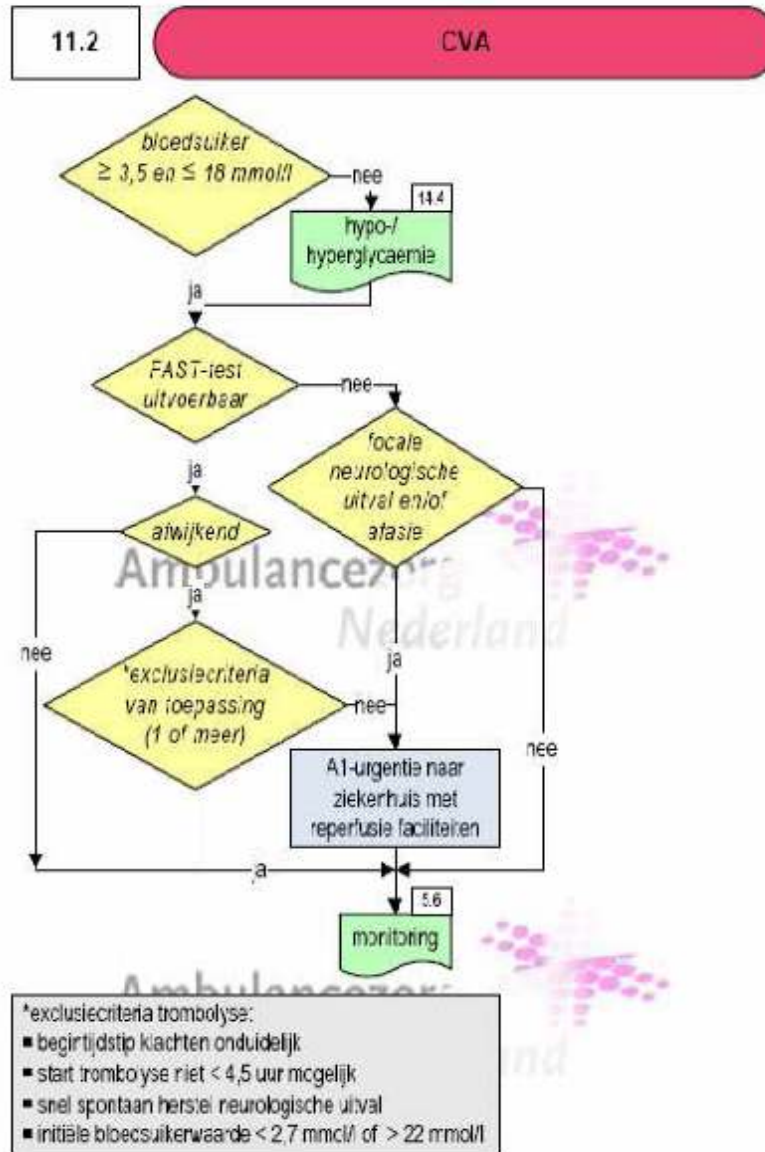 11.2
CVA
bloedsuiker
≥ 3,5 en ≤ 18 mmol/l
nee
14.4
hypo-/
hyperglycaemie
ja
FAST-test
uitvoerbaar
nee
focale
neurologische
uitval en/of
afasie
ja
afwijkend
Ambulancezorg
Nederland
ja
nee
ja
*exclusiecriteria
van toepassing
(1 of meer)
nee
nee
A1-urgentie naar
ziekenhuis met
reperfusie faciliteiten
ja
5.6
monitoring
Ambulancezorg
*exclusiecriteria trombolyse:
■ begintijdstip klachten onduidelijk
■ start trombolyse niet < 4,5 uur mogelijk
■ snel spontaan herstel neurologische uitval
■ initiële bloedsuikerwaarde < 2,7 mmol/l of > 22 mmol/l